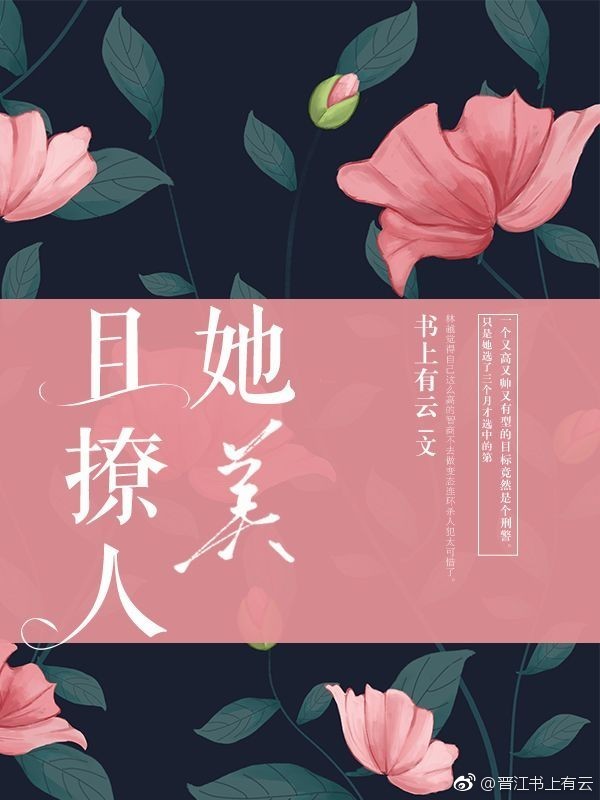 她美
且撩人
书上有云一文
林祯觉得自己这么高的智商不去做变态连环杀人犯太可惜了。
一个又高又帅又有型的目标竟然是个刑警。
只是她选了三个月才选中的第
@晋江书上有云